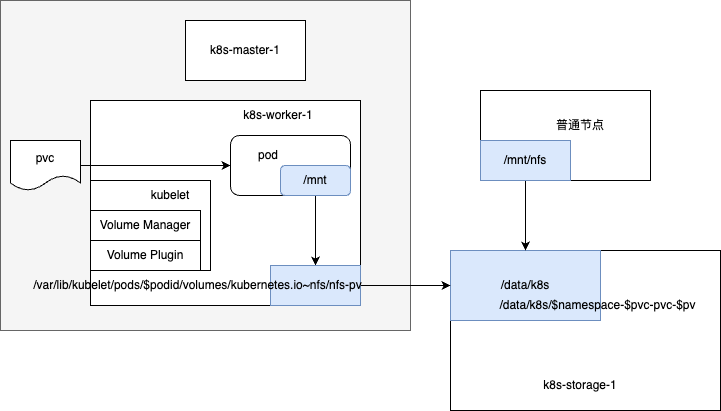 k8s-master-1
k8s-worker-1
普通节点
pvc
pod
/mnt
/mnt/nfs
kubelet
Volume Manager
Volume Plugin
/var/lib/kubelet/pods/$podid/volumes/kubernetes.io~nfs/nfs-pv
/data/k8s
/data/k8s/$namespace-$pvc-pvc-$pv
k8s-storage-1